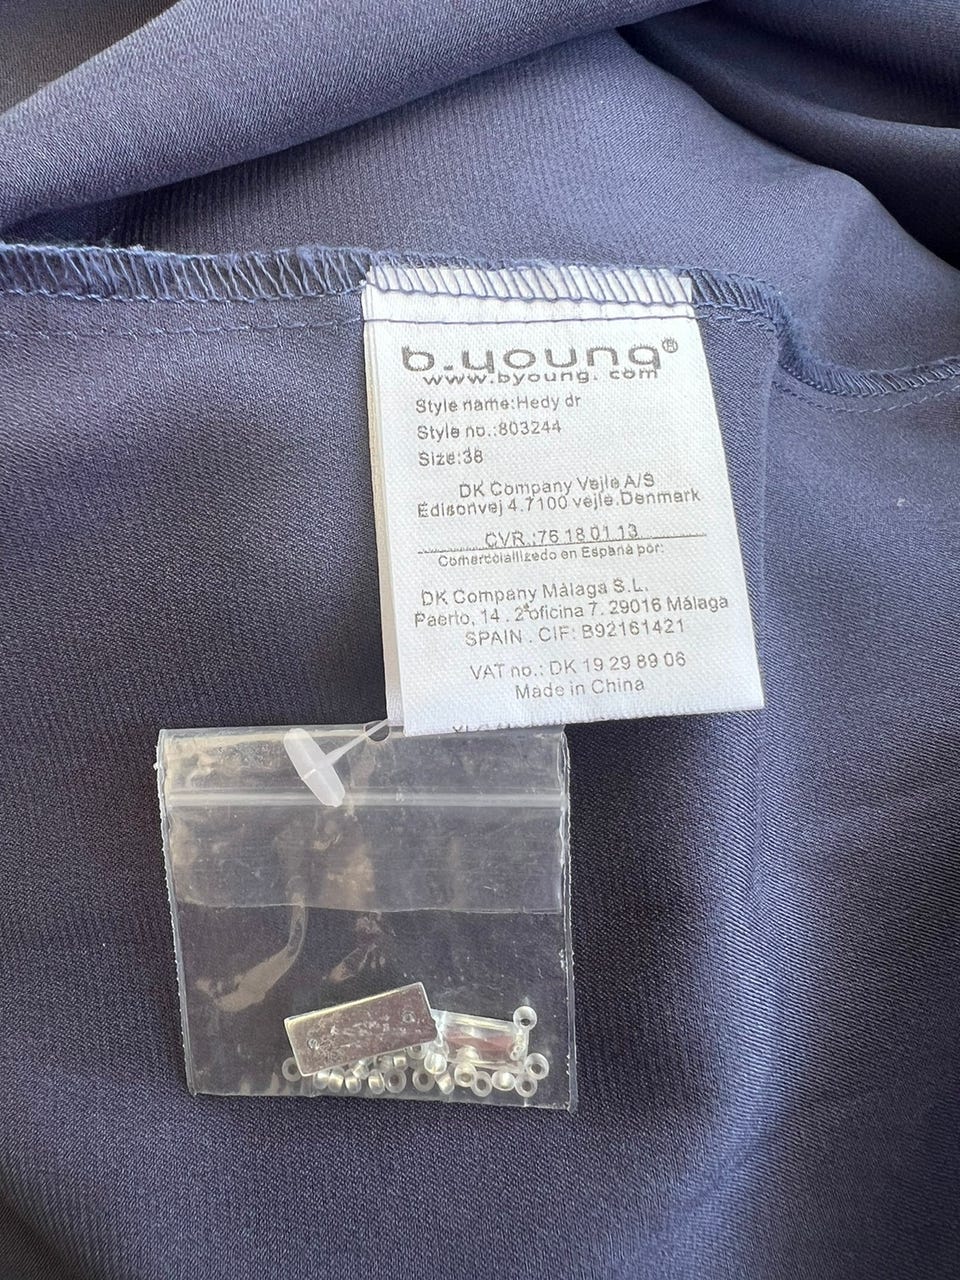 b.young®
www.byoung. com
Style name:Hedy dr
Style no.:803244
Size:38
DK Company Vejle A/S
Edisonvej 4.7100 vejle.Denmark
CVR.:76 18 01 13
Comercoiallizedo en España por:
DK Company Málaga S.L.
Paerto, 14 . 2ªoficina 7. 29016 Málaga
SPAIN . CIF: B92161421
VAT no.: DK 19 29 89 06
Made in China